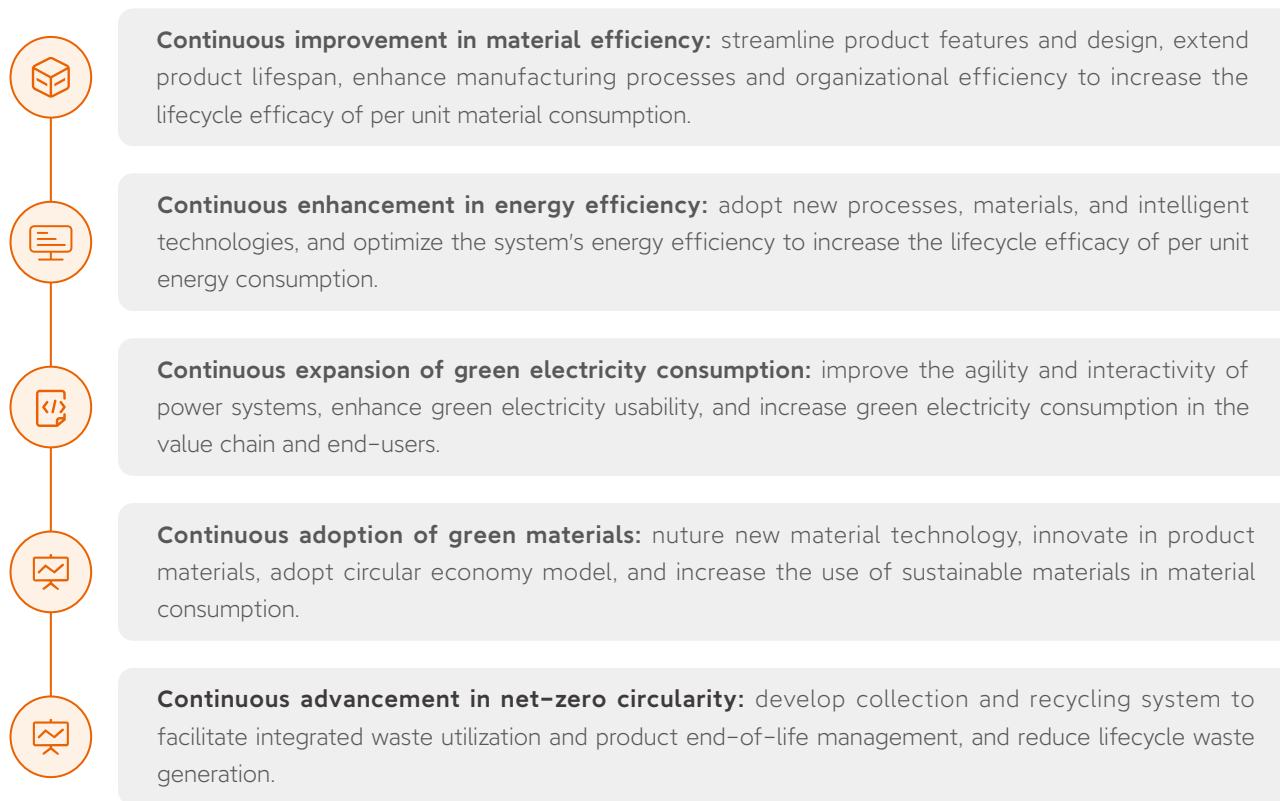 Continuous improvement in material efficiency: streamline product features and design, extend
product lifespan, enhance manufacturing processes and organizational efficiency to increase the
lifecycle efficacy of per unit material consumption.
Continuous enhancement in energy efficiency: adopt new processes, materials, and intelligent
technologies, and optimize the system's energy efficiency to increase the lifecycle efficacy of per unit
energy consumption.
Continuous expansion of green electricity consumption: improve the agility and interactivity of
power systems, enhance green electricity usability, and increase green electricity consumption in the
value chain and end-users.
Continuous adoption of green materials: nuture new material technology, innovate in product
materials, adopt circular economy model, and increase the use of sustainable materials in material
consumption.
Continuous advancement in net-zero circularity: develop collection and recycling system to
facilitate integrated waste utilization and product end-of-life management, and reduce lifecycle waste
generation.